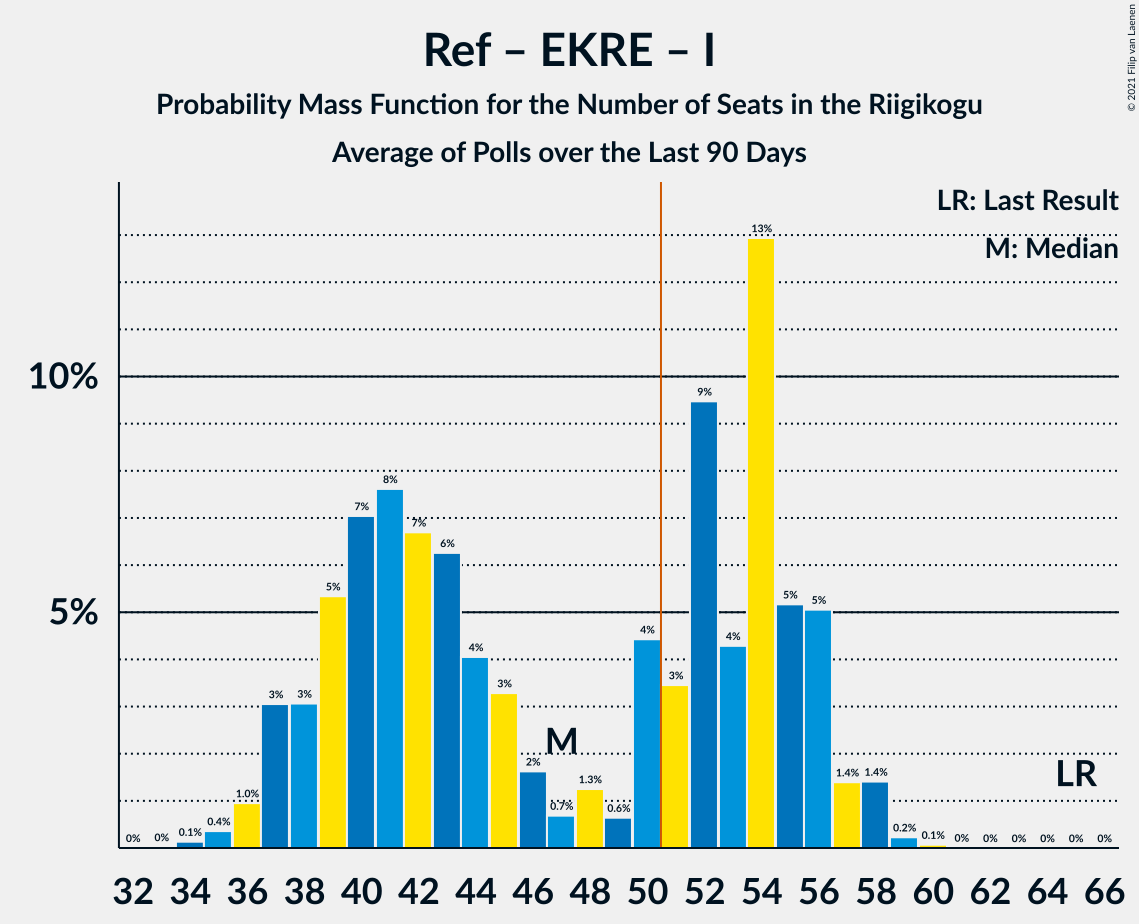 Ref – EKRE – I
Probability Mass Function for the Number of Seats in the Riigikogu
Average of Polls over the Last 90 Days
© 2021 Filip van Laenen
LR: Last Result
M: Median
10%
5%
0% 0% 0.1% 0.4% 1.0% 3% 3% 5% 7% 8% 7% 6% 4% 3% 2% 0.7% 1.3% 0.6% 4% 3% 9% 4% 13% 5% 5% 1.4% 1.4% 0.2% 0.1% 0% 0% 0% 0% 0% 0%
M
LR
32 34 36 38 40 42 44 46 48 50 52 54 56 58 60 62 64 66